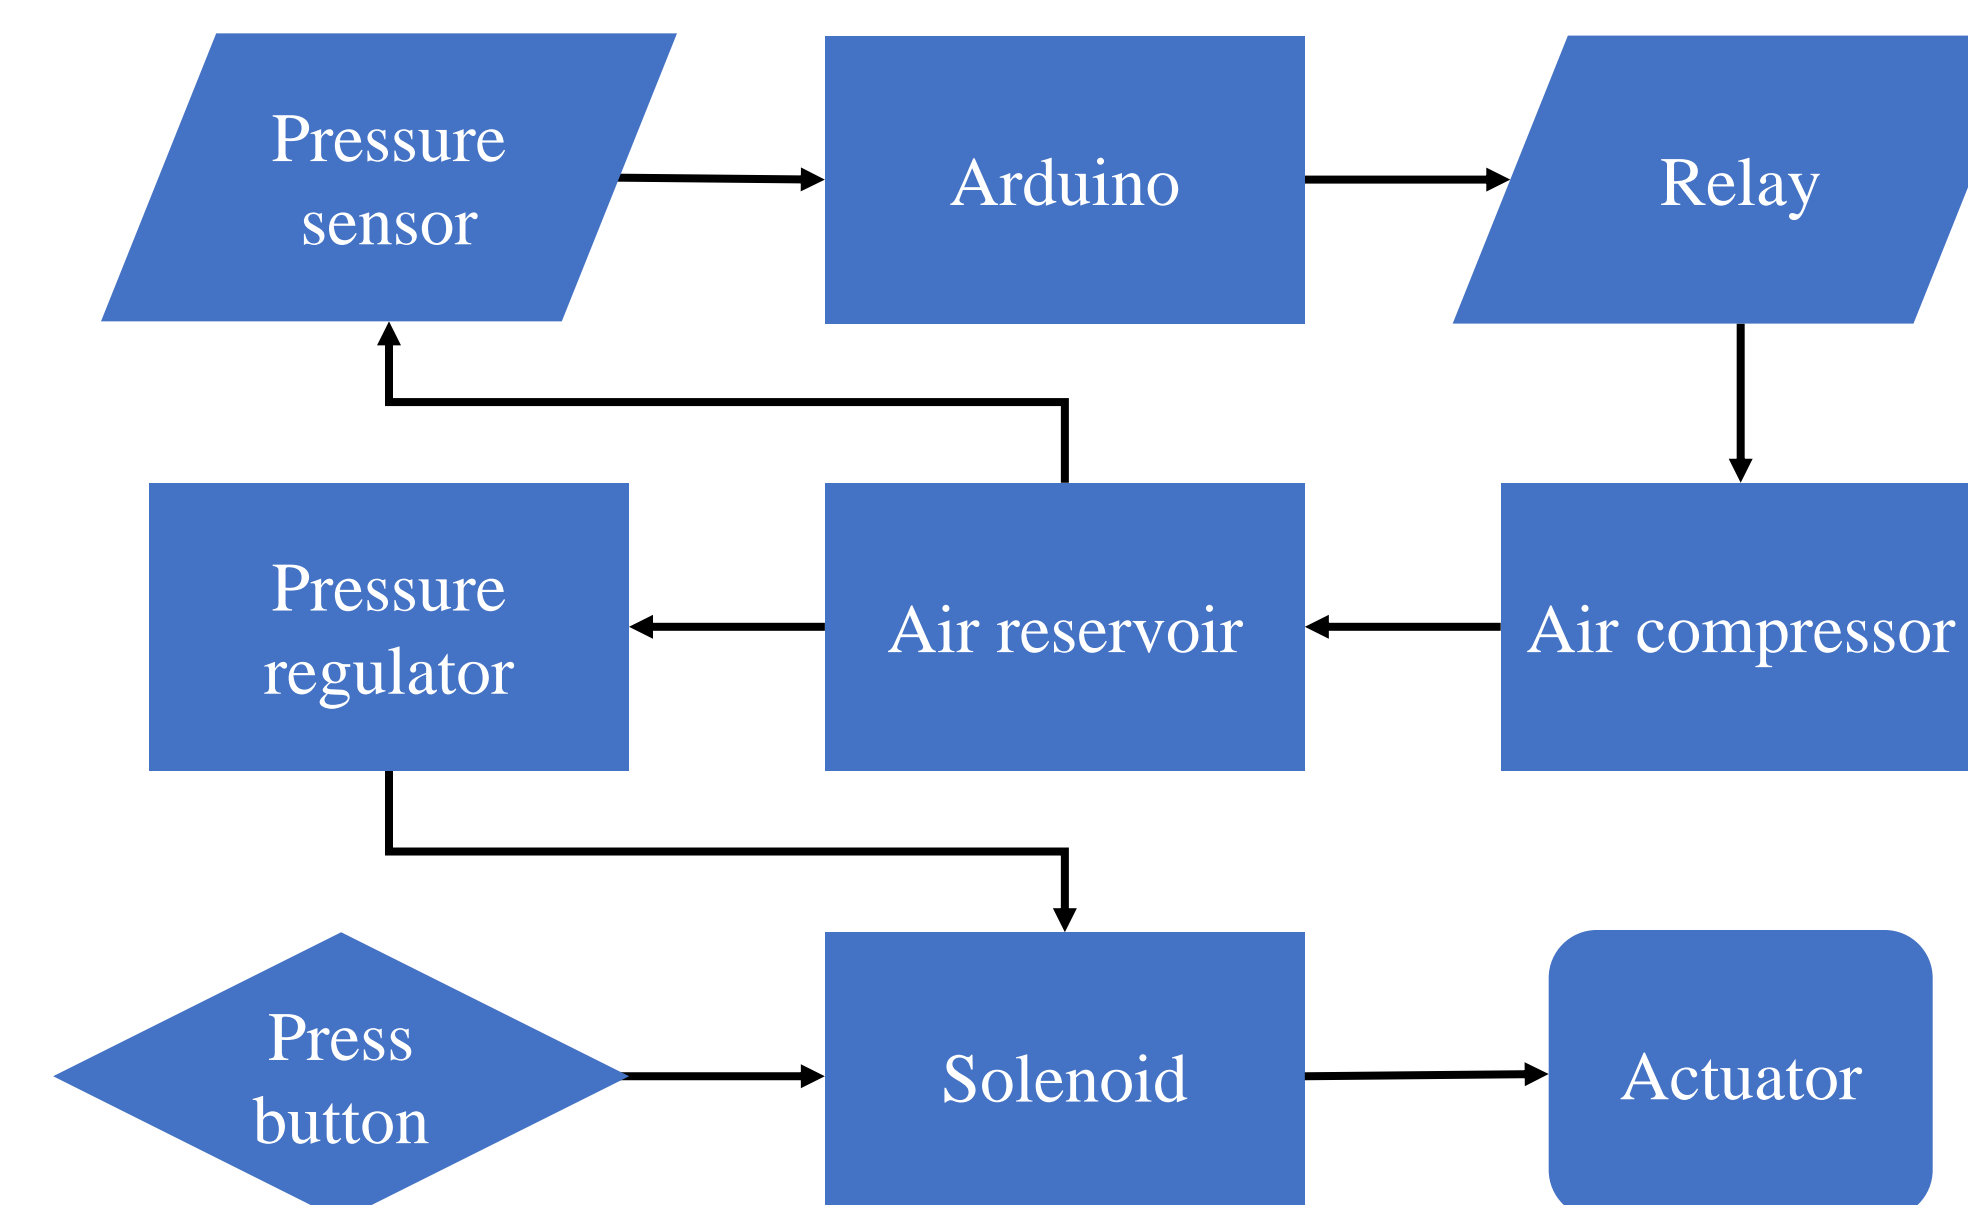 Pressure
sensor
Arduino
Relay
Pressure
regulator
Air reservoir
Air compressor
Press
button
Solenoid
Actuator